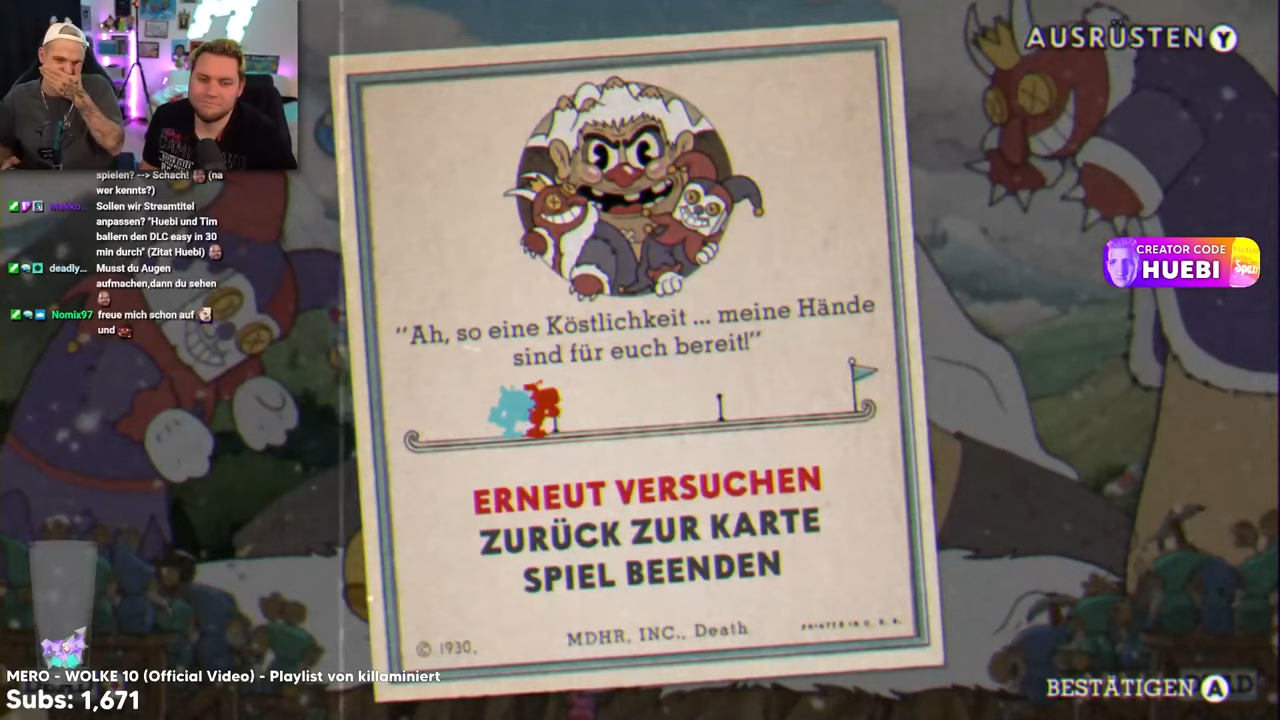 AUSRÜSTEN Y
spielen? --> Schach! (na
wer kennts?)
Sollen wir Streamtitel
anpassen? "Huebi und Tim
ballern den DLC easy in 30
min durch" (Zitat Huebi)
deadly... Musst du Augen
aufmachen,dann du sehen
Nomix97 freue mich schon auf
und
CREATOR CODE
HUEBI
Spezi
"Ah, so eine Köstlichkeit ... meine Hände
sind für euch bereit!"
ERNEUT VERSUCHEN
ZURÜCK ZUR KARTE
SPIEL BEENDEN
© 1930, MDHR, INC., Death PRINTED IN U. S. A.
MERO - WOLKE 10 (Official Video) - Playlist von killaminiert
Subs: 1,671
BESTÄTIGEN A